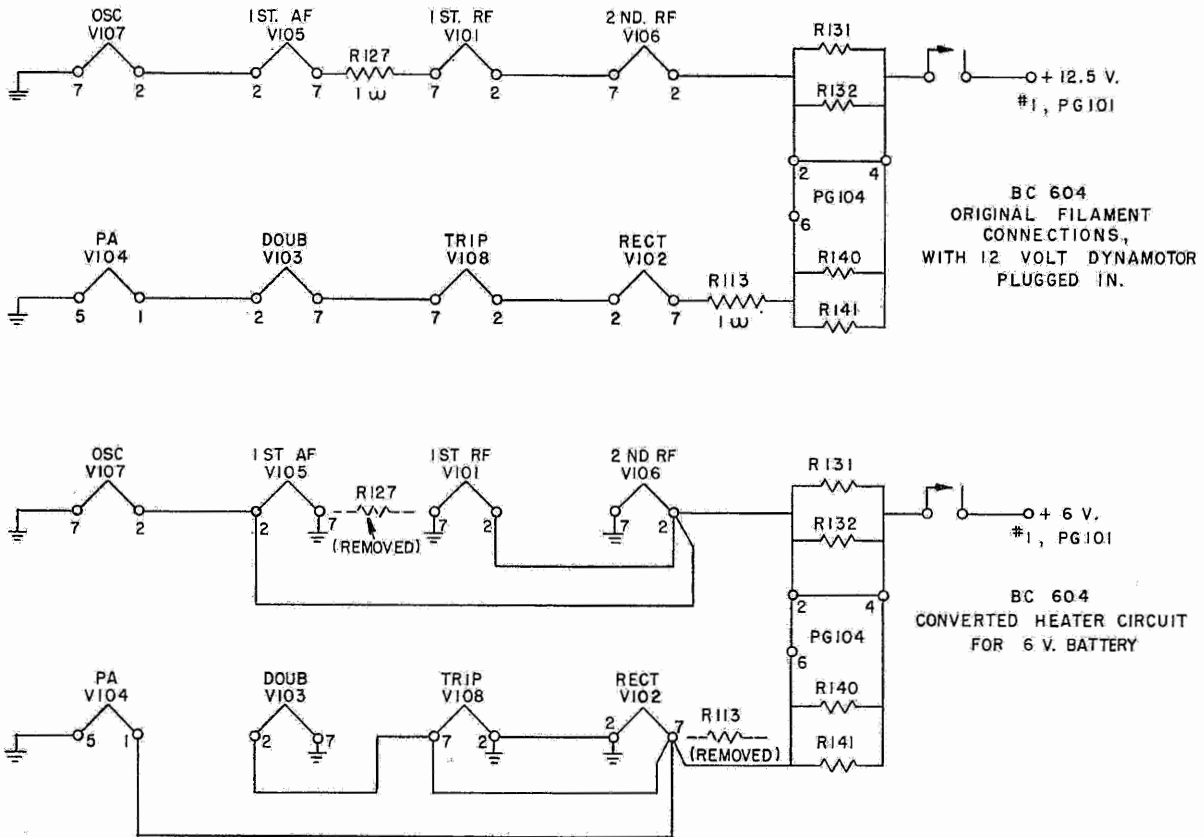 OSC
V107
7 2
1ST. AF
V105
2 7
R127
1 ω
1 ST. RF
V101
7 2
2ND. RF
V106
7 2
R131
R132
+ 12.5 V.
#1, PG101
2 4
PG104
6
R140
R141
BC 604
ORIGINAL FILAMENT
CONNECTIONS,
WITH 12 VOLT DYNAMOTOR
PLUGGED IN.
PA
V104
5 1
DOUB
V103
2 7
TRIP
V108
7 2
RECT
V102
2 7
R113
1 ω
OSC
V107
7 2
1 ST AF
V105
2 7
R127
(REMOVED)
1 ST RF
V101
7 2
2 ND RF
V106
7 2
R131
R132
+ 6 V.
#1, PG101
2 4
PG104
6
R140
R141
BC 604
CONVERTED HEATER CIRCUIT
FOR 6 V. BATTERY
PA
V104
5 1
DOUB
V103
2 7
TRIP
V108
7 2
RECT
V102
2 7
R113
(REMOVED)